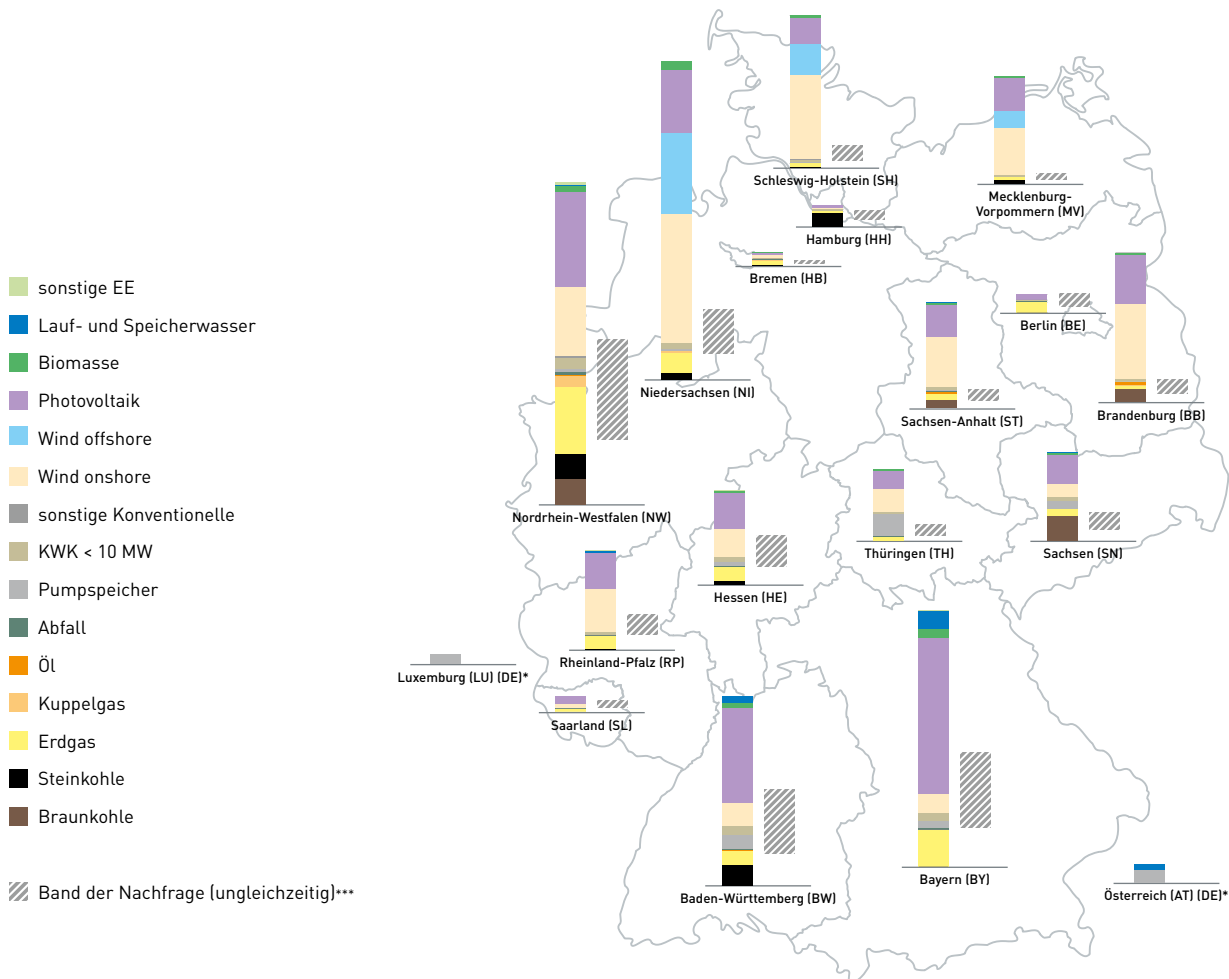 sonstige EE
Lauf- und Speicherwasser
Biomasse
Photovoltaik
Wind offshore
Wind onshore
sonstige Konventionelle
KWK < 10 MW
Pumpspeicher
Abfall
Öl
Kuppelgas
Erdgas
Steinkohle
Braunkohle
Band der Nachfrage (ungleichzeitig)***
Schleswig-Holstein (SH)
Mecklenburg-
Vorpommern (MV)
Hamburg (HH)
Bremen (HB)
Berlin (BE)
Niedersachsen (NI)
Sachsen-Anhalt (ST)
Brandenburg (BB)
Nordrhein-Westfalen (NW)
Thüringen (TH)
Sachsen (SN)
Hessen (HE)
Rheinland-Pfalz (RP)
Luxemburg (LU) (DE)*
Saarland (SL)
Baden-Württemberg (BW)
Bayern (BY)
Österreich (AT) (DE)*